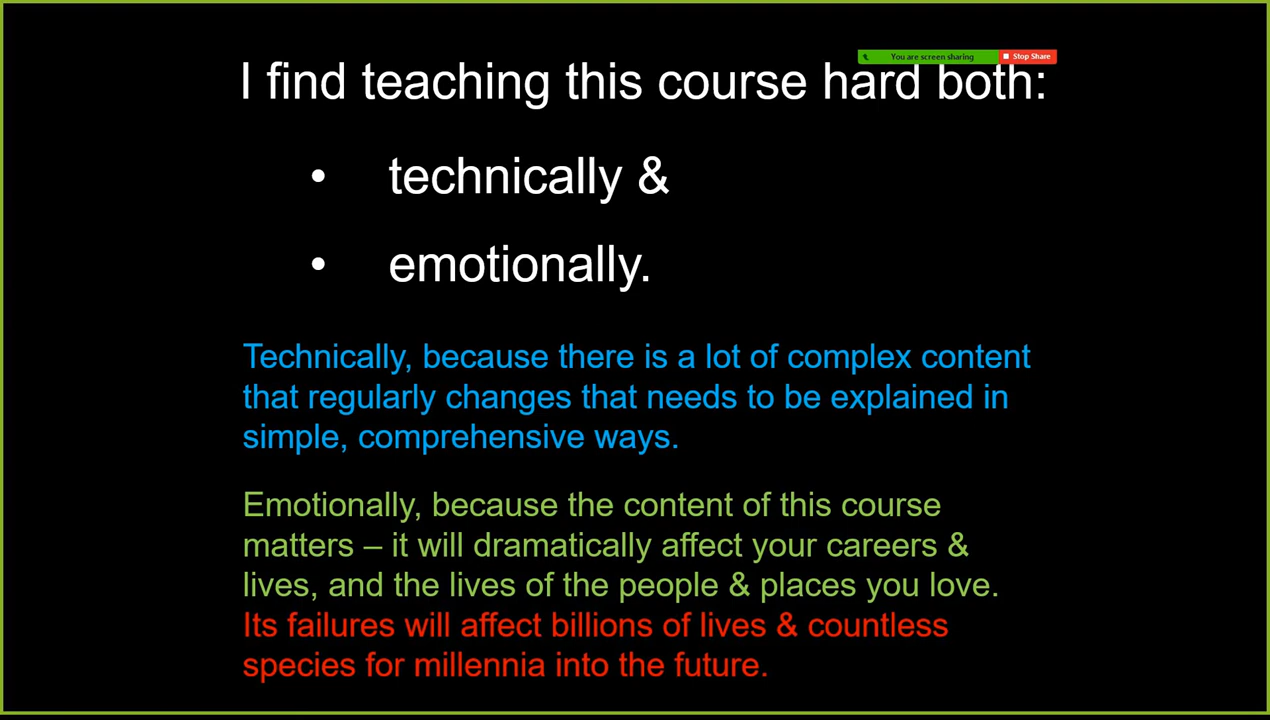 You are screen sharing Stop Share
I find teaching this course hard both:
• technically &
• emotionally.
Technically, because there is a lot of complex content
that regularly changes that needs to be explained in
simple, comprehensive ways.
Emotionally, because the content of this course
matters – it will dramatically affect your careers &
lives, and the lives of the people & places you love.
Its failures will affect billions of lives & countless
species for millennia into the future.